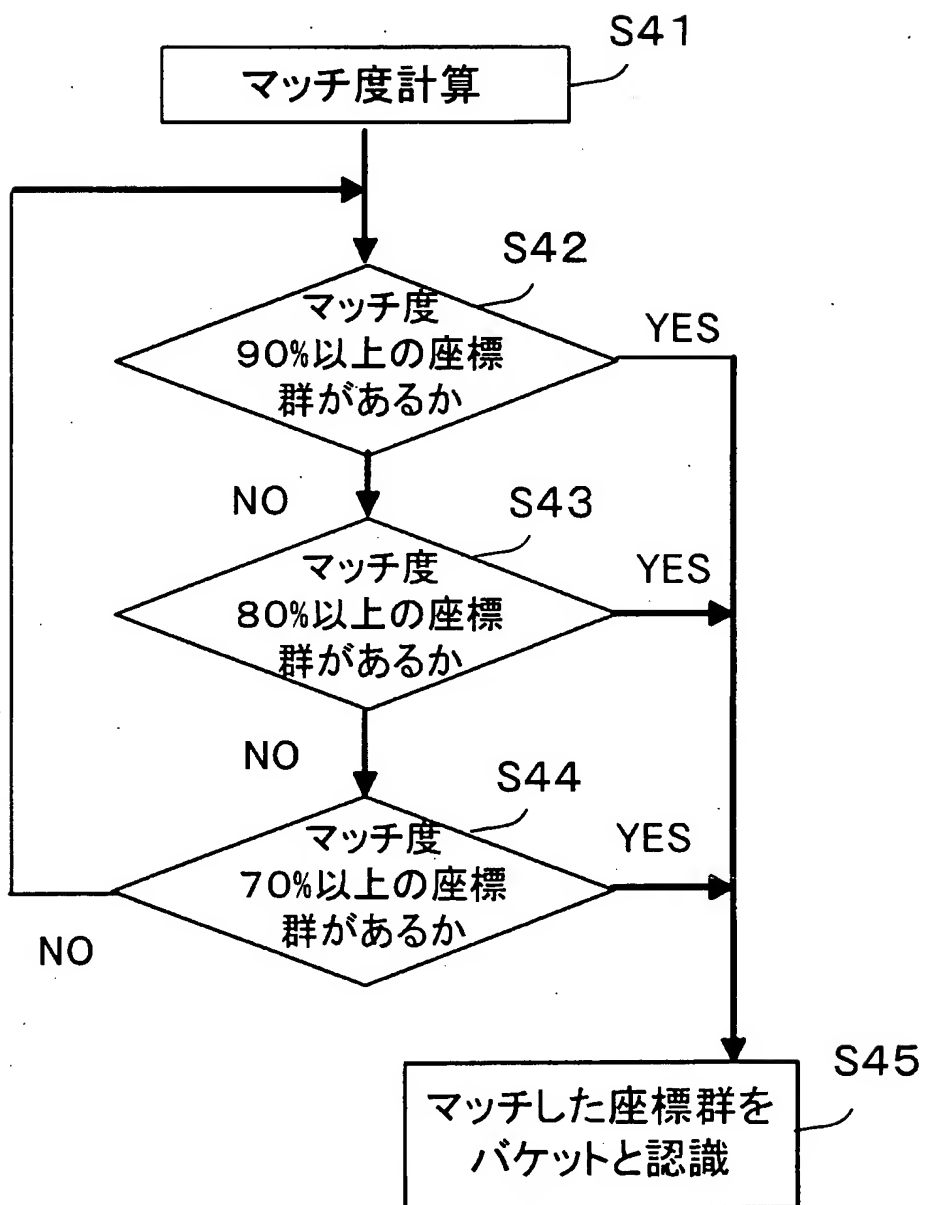 S41
マッチ度計算
S42
マッチ度
90%以上の座標
群があるか
YES
NO
S43
マッチ度
80%以上の座標
群があるか
YES
NO
S44
マッチ度
70%以上の座標
群があるか
YES
NO
S45
マッチした座標群を
バケットと認識